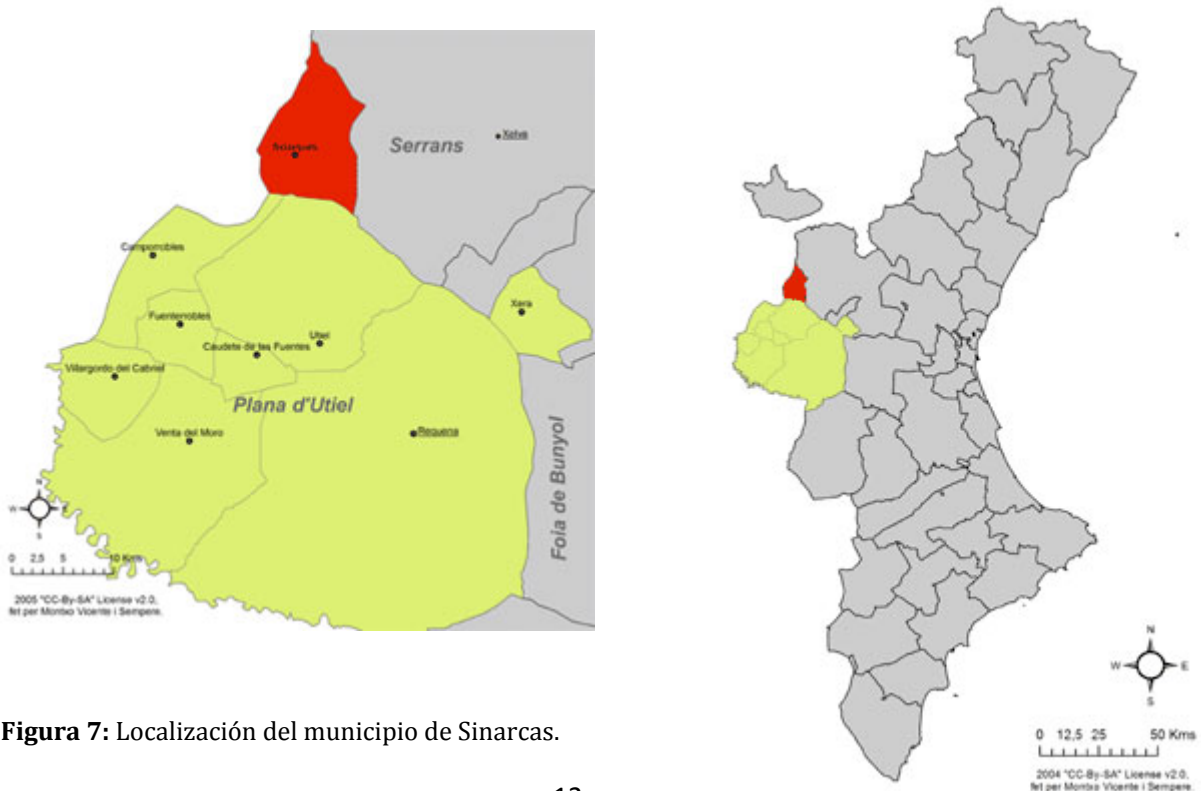 Serrans
Xelva
Camporrobles
Xera
Fuenterrobles
Utiel
Caudete de las Fuentes
Villargordo del Cabriel
Plana d'Utiel
Venta del Moro
Requena
Foia de Bunyol
N
W
S
0 2,5 5 10 Kms
2005 "CC-By-SA" License v2.0,
fet per Montxo Vicente i Sempere.
N
W E
S
0 12,5 25 50 Kms
2004 "CC-By-SA" License v2.0,
fet per Montxo Vicente i Sempere.
Figura 7: Localización del municipio de Sinarcas.